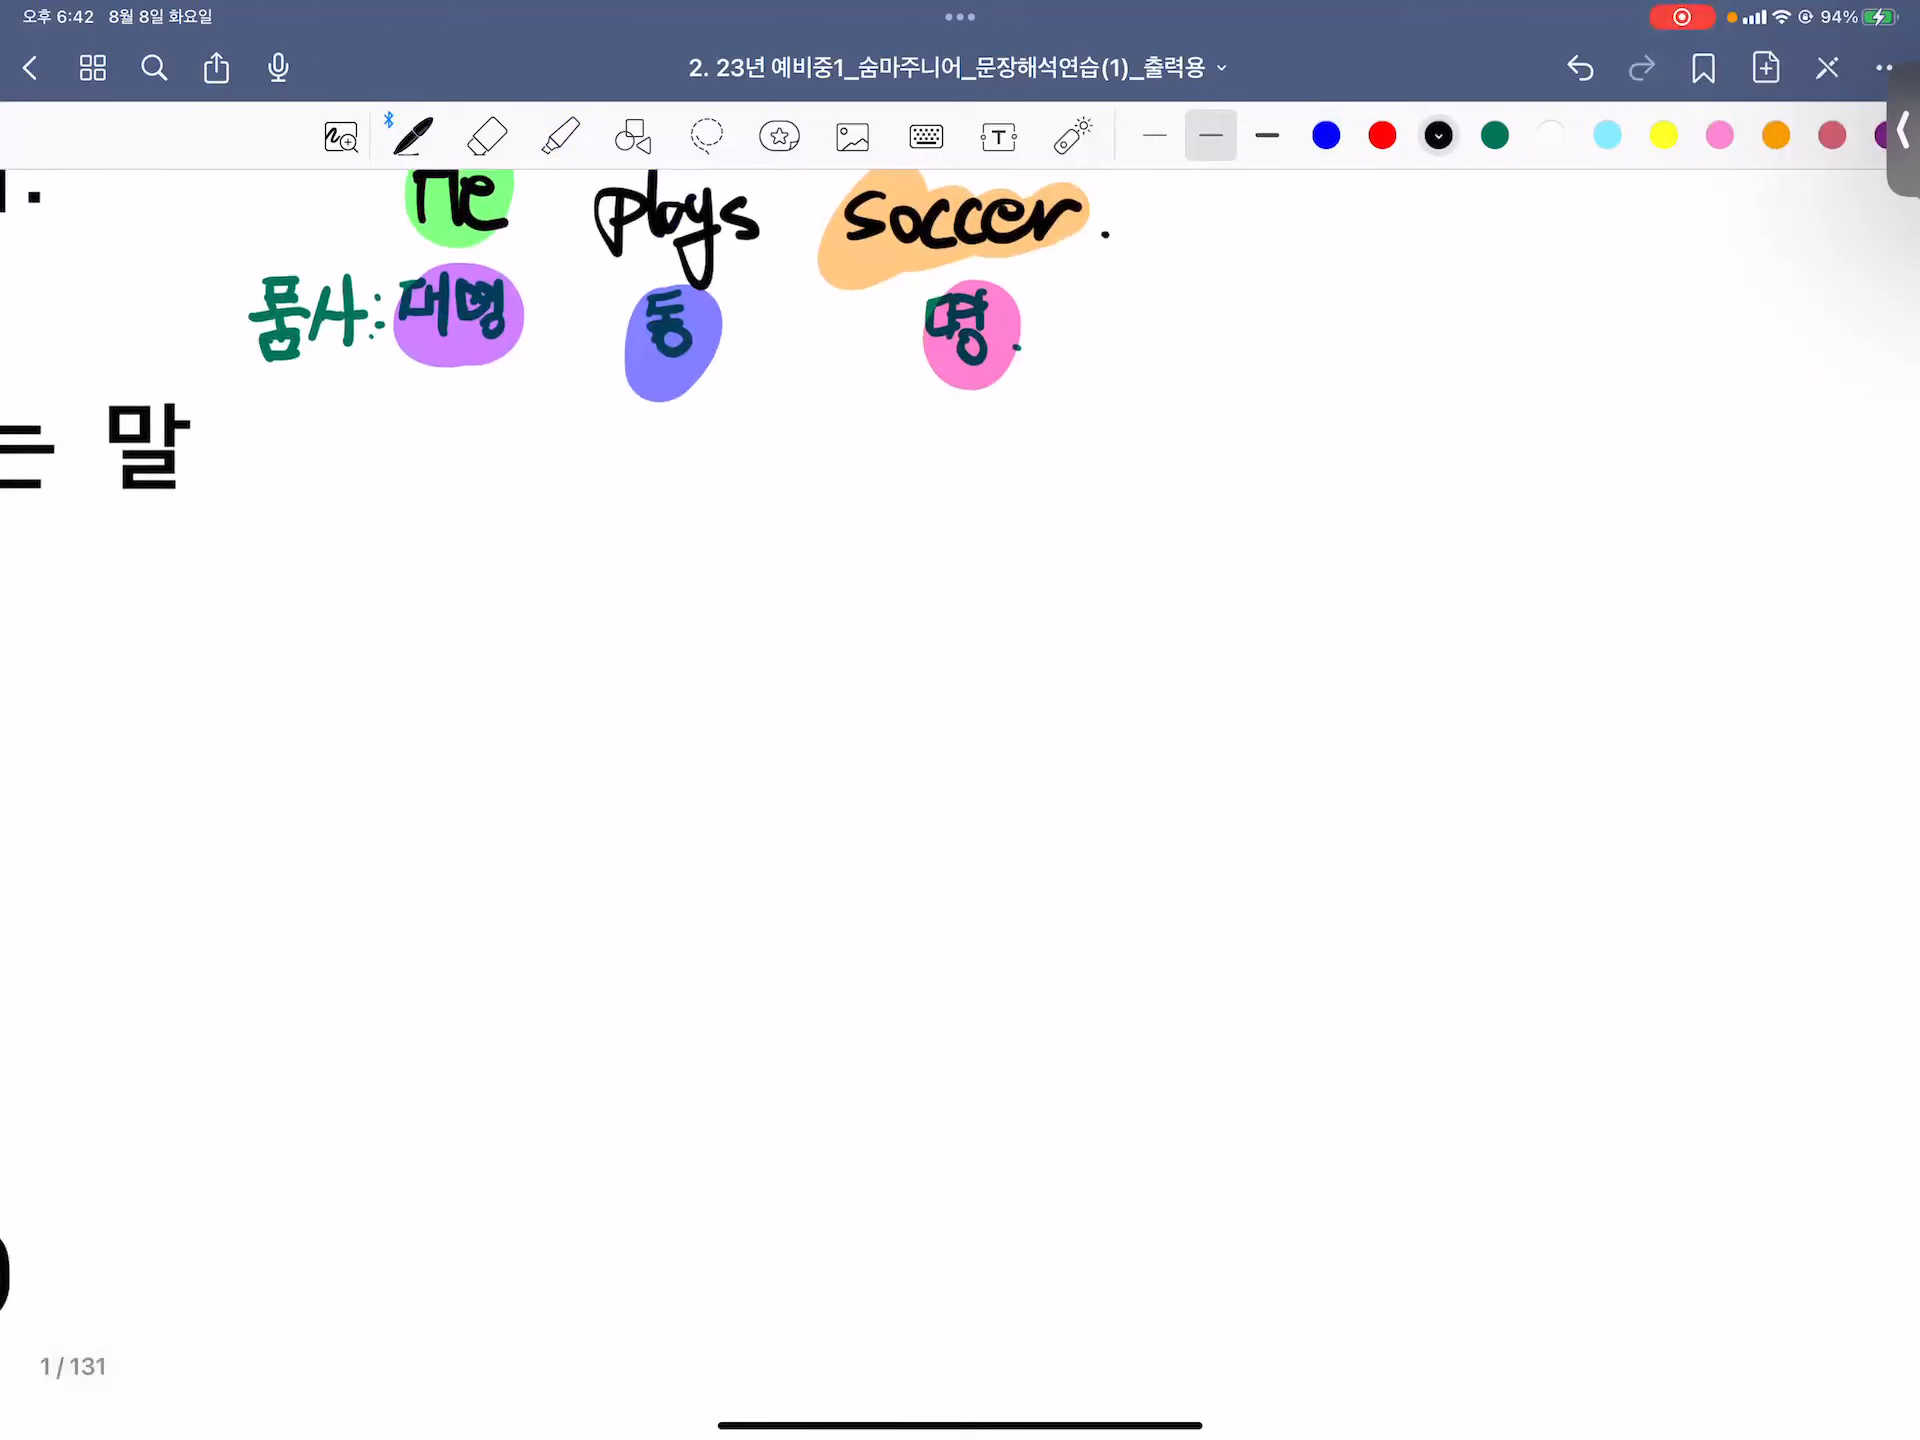 오후 6:42 8월 8일 화요일
94%
2. 23년 예비중1_숨마주니어_문장해석연습(1)_출력용
T
He plays soccer.
품사: 대명 동 명.
는 말
1 / 131